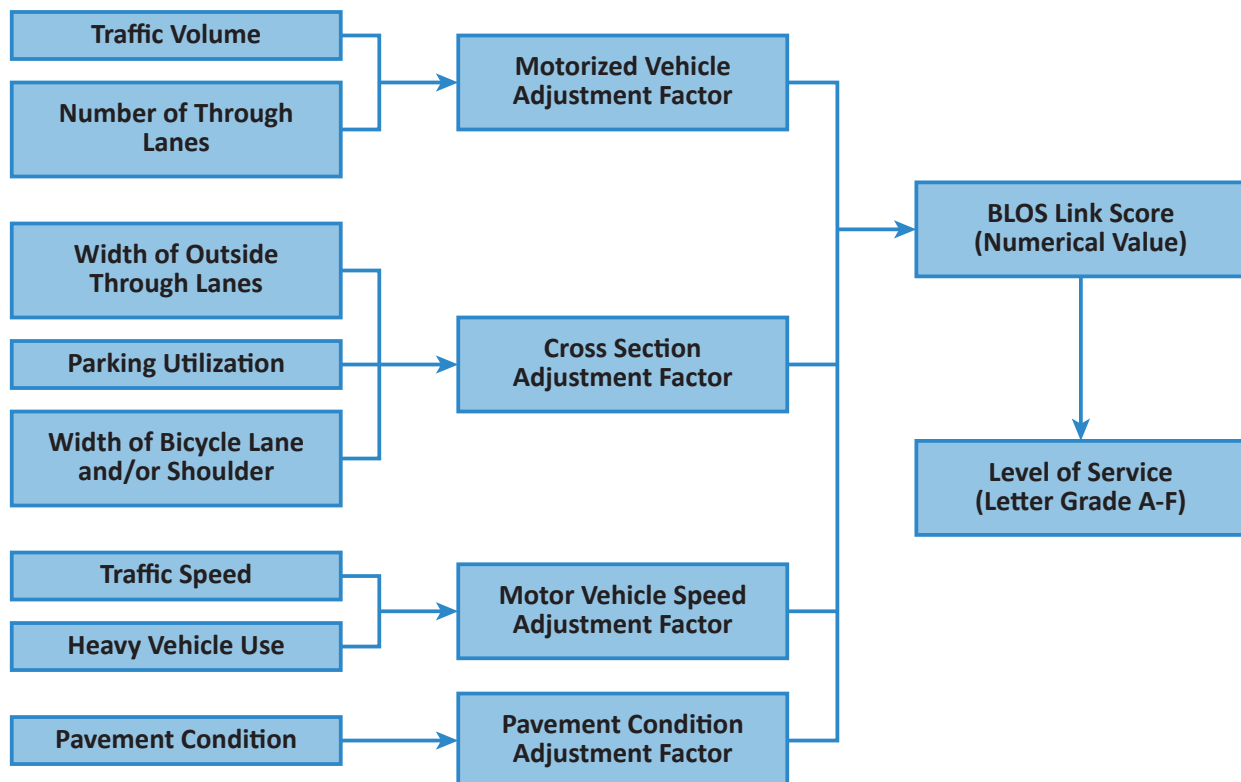 Traffic Volume
Number of Through
Lanes
Width of Outside
Through Lanes
Parking Utilization
Width of Bicycle Lane
and/or Shoulder
Traffic Speed
Heavy Vehicle Use
Pavement Condition
Motorized Vehicle
Adjustment Factor
Cross Section
Adjustment Factor
Motor Vehicle Speed
Adjustment Factor
Pavement Condition
Adjustment Factor
BLOS Link Score
(Numerical Value)
Level of Service
(Letter Grade A-F)